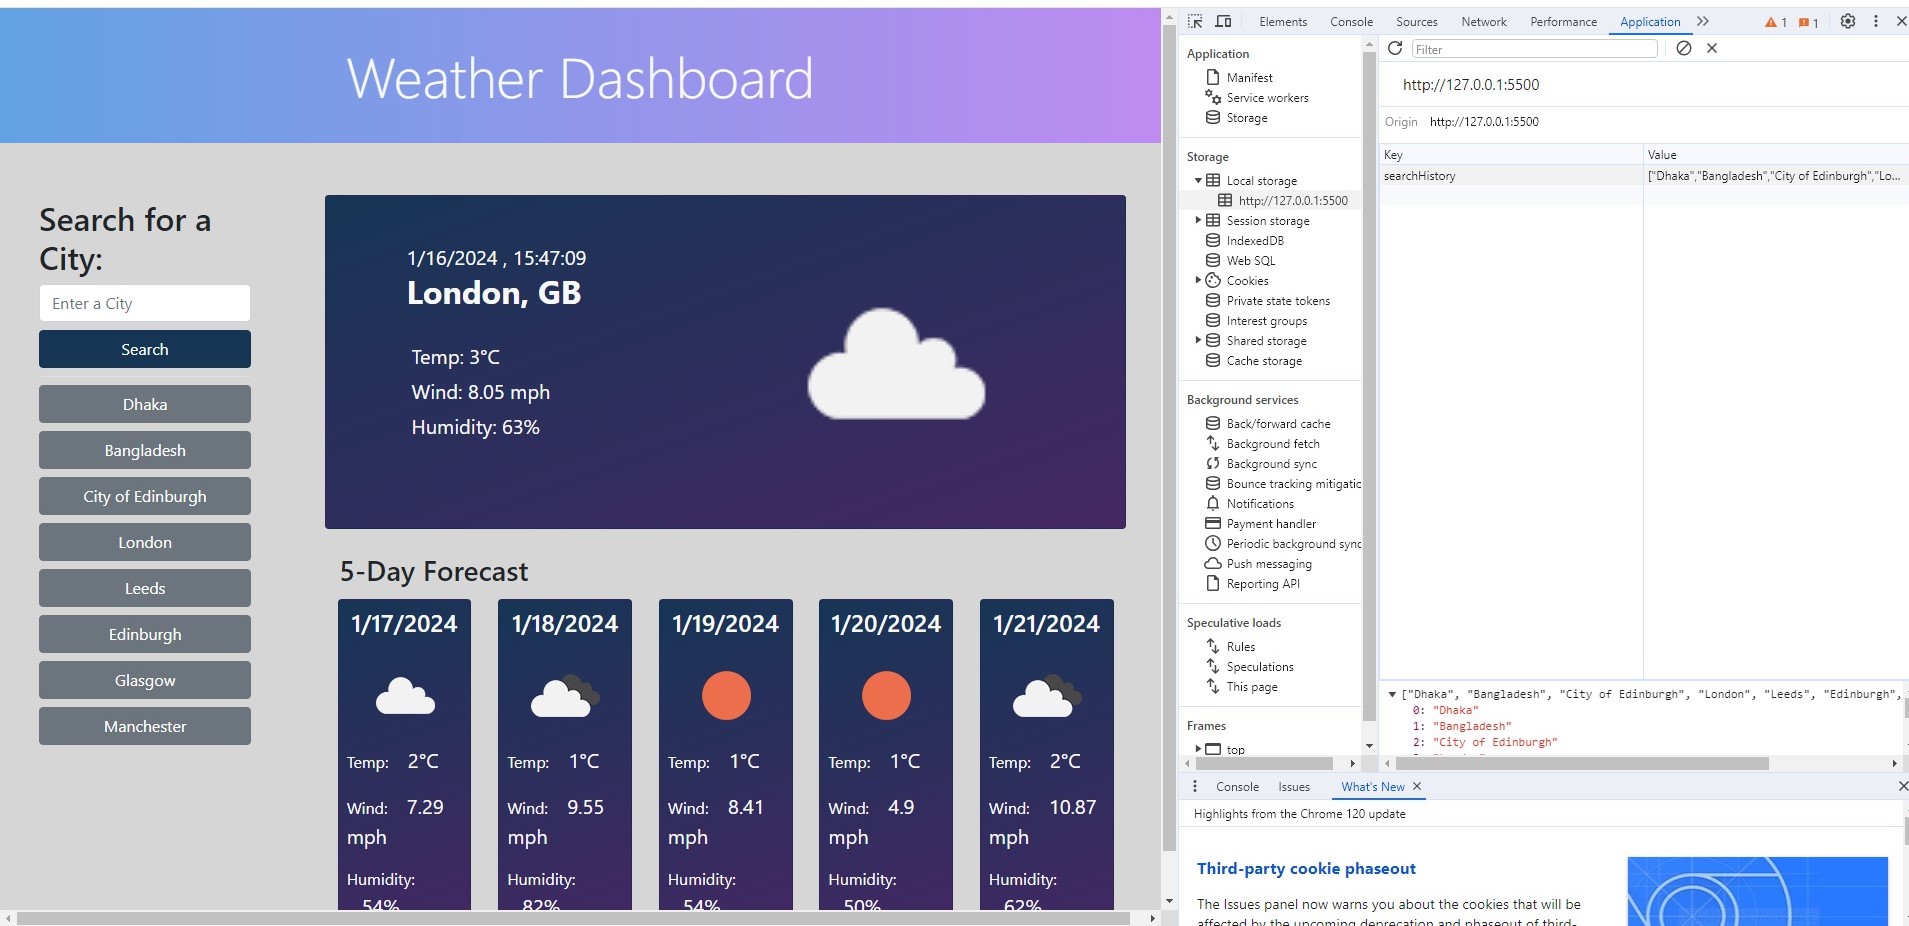 Weather Dashboard
Search for a
City:
Enter a City
Search
Dhaka
Bangladesh
City of Edinburgh
London
Leeds
Edinburgh
Glasgow
Manchester
1/16/2024 , 15:47:09
London, GB
Temp: 3°C
Wind: 8.05 mph
Humidity: 63%
5-Day Forecast
1/17/2024
Temp: 2°C
Wind: 7.29
mph
Humidity:
54%
1/18/2024
Temp: 1°C
Wind: 9.55
mph
Humidity:
82%
1/19/2024
Temp: 1°C
Wind: 8.41
mph
Humidity:
54%
1/20/2024
Temp: 1°C
Wind: 4.9
mph
Humidity:
50%
1/21/2024
Temp: 2°C
Wind: 10.87
mph
Humidity:
62%
Elements Console Sources Network Performance Application 1 1
Application
Manifest
Service workers
Storage
Storage
Local storage
http://127.0.0.1:5500
Session storage
IndexedDB
Web SQL
Cookies
Private state tokens
Interest groups
Shared storage
Cache storage
Background services
Back/forward cache
Background fetch
Background sync
Bounce tracking mitigatic
Notifications
Payment handler
Periodic background sync
Push messaging
Reporting API
Speculative loads
Rules
Speculations
This page
Frames
top
Filter
http://127.0.0.1:5500
Origin http://127.0.0.1:5500
Key Value
searchHistory ["Dhaka","Bangladesh","City of Edinburgh","Lo...
["Dhaka", "Bangladesh", "City of Edinburgh", "London", "Leeds", "Edinburgh",
0: "Dhaka"
1: "Bangladesh"
2: "City of Edinburgh"
Console Issues What's New
Highlights from the Chrome 120 update
Third-party cookie phaseout
The Issues panel now warns you about the cookies that will be
affected by the upcoming deprecation and phaseout of third-